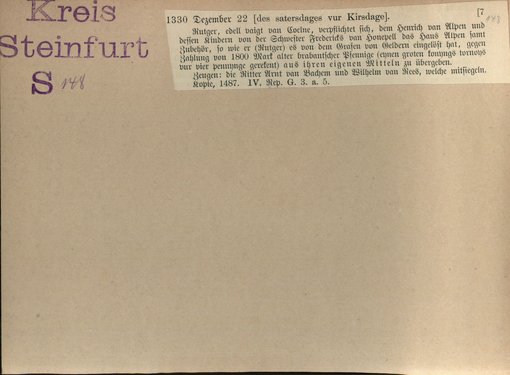 Kreis
Steinfurt
S 148
1330 Dezember 22 [des satersdages vur Kirsdage]. [7
148
Rutger, edell vaigt van Coelne, verpflichtet sich, dem Henrich van Alpen und
dessen Kindern von der Schwester Fredericks van Honepell das Haus Alpen samt
Zubehör, so wie er (Rutger) es von dem Grafen von Geldern eingelöst hat, gegen
Zahlung von 1800 Mark alter brabantischer Pfennige (eynen groten konyngs torneyß
vur vier pennynge gerekent) aus ihren eigenen Mitteln zu übergeben.
Zeugen: die Ritter Arnt van Bachem und Wilhelm van Rees, welche mitsiegeln.
Kopie, 1487. IV. Rep. G. 3. a. 5.